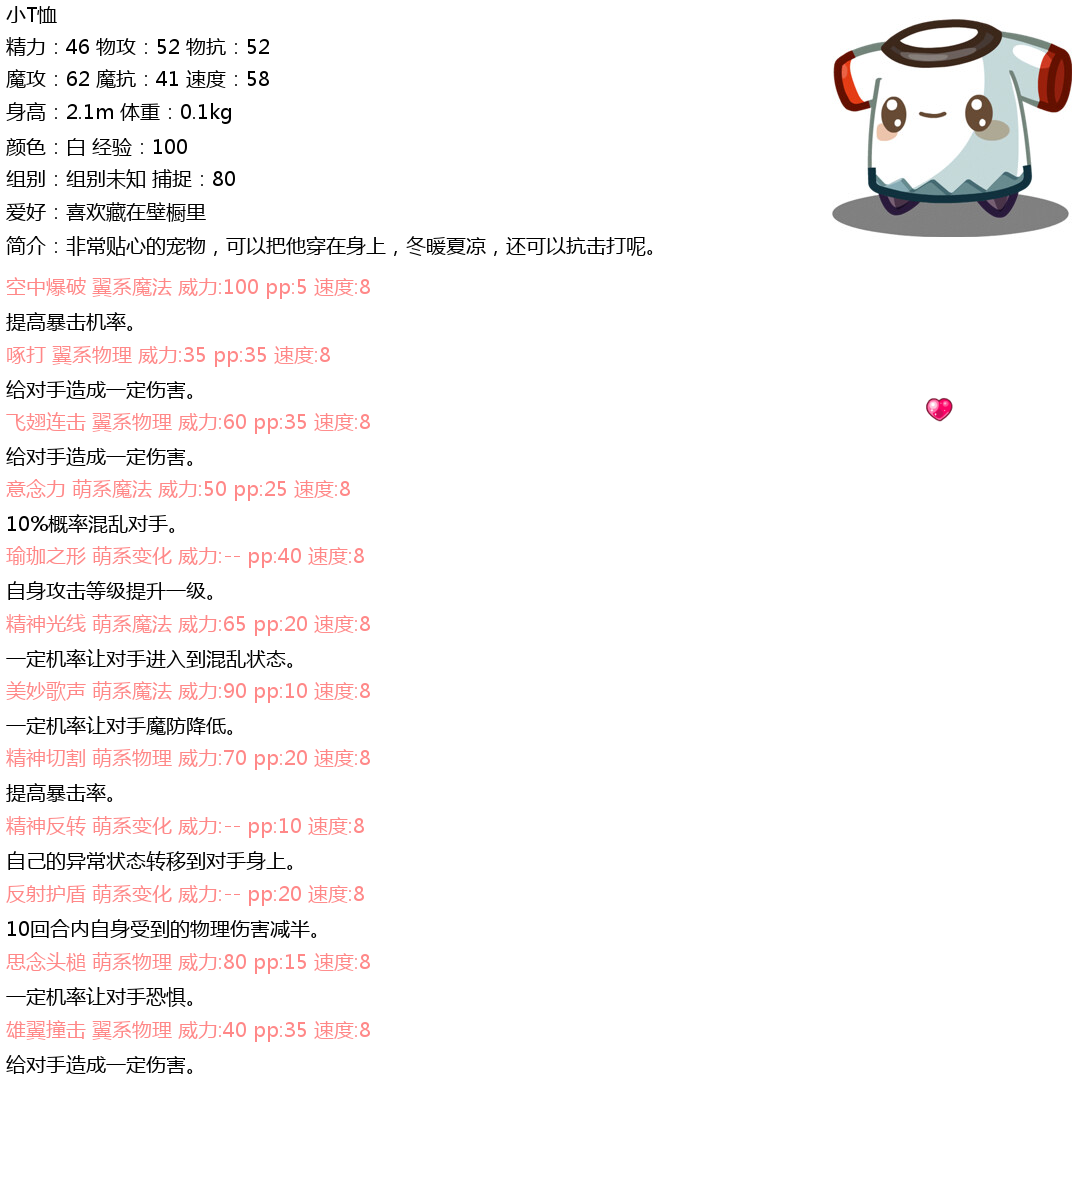 小T恤
精力：46 物攻：52 物抗：52
魔攻：62 魔抗：41 速度：58
身高：2.1m 体重：0.1kg
颜色：白 经验：100
组别：组别未知 捕捉：80
爱好：喜欢藏在壁橱里
简介：非常贴心的宠物，可以把他穿在身上，冬暖夏凉，还可以抗击打呢。
空中爆破 翼系魔法 威力:100 pp:5 速度:8
提高暴击机率。
啄打 翼系物理 威力:35 pp:35 速度:8
给对手造成一定伤害。
飞翅连击 翼系物理 威力:60 pp:35 速度:8
给对手造成一定伤害。
意念力 萌系魔法 威力:50 pp:25 速度:8
10%概率混乱对手。
瑜珈之形 萌系变化 威力:-- pp:40 速度:8
自身攻击等级提升一级。
精神光线 萌系魔法 威力:65 pp:20 速度:8
一定机率让对手进入到混乱状态。
美妙歌声 萌系魔法 威力:90 pp:10 速度:8
一定机率让对手魔防降低。
精神切割 萌系物理 威力:70 pp:20 速度:8
提高暴击率。
精神反转 萌系变化 威力:-- pp:10 速度:8
自己的异常状态转移到对手身上。
反射护盾 萌系变化 威力:-- pp:20 速度:8
10回合内自身受到的物理伤害减半。
思念头槌 萌系物理 威力:80 pp:15 速度:8
一定机率让对手恐惧。
雄翼撞击 翼系物理 威力:40 pp:35 速度:8
给对手造成一定伤害。